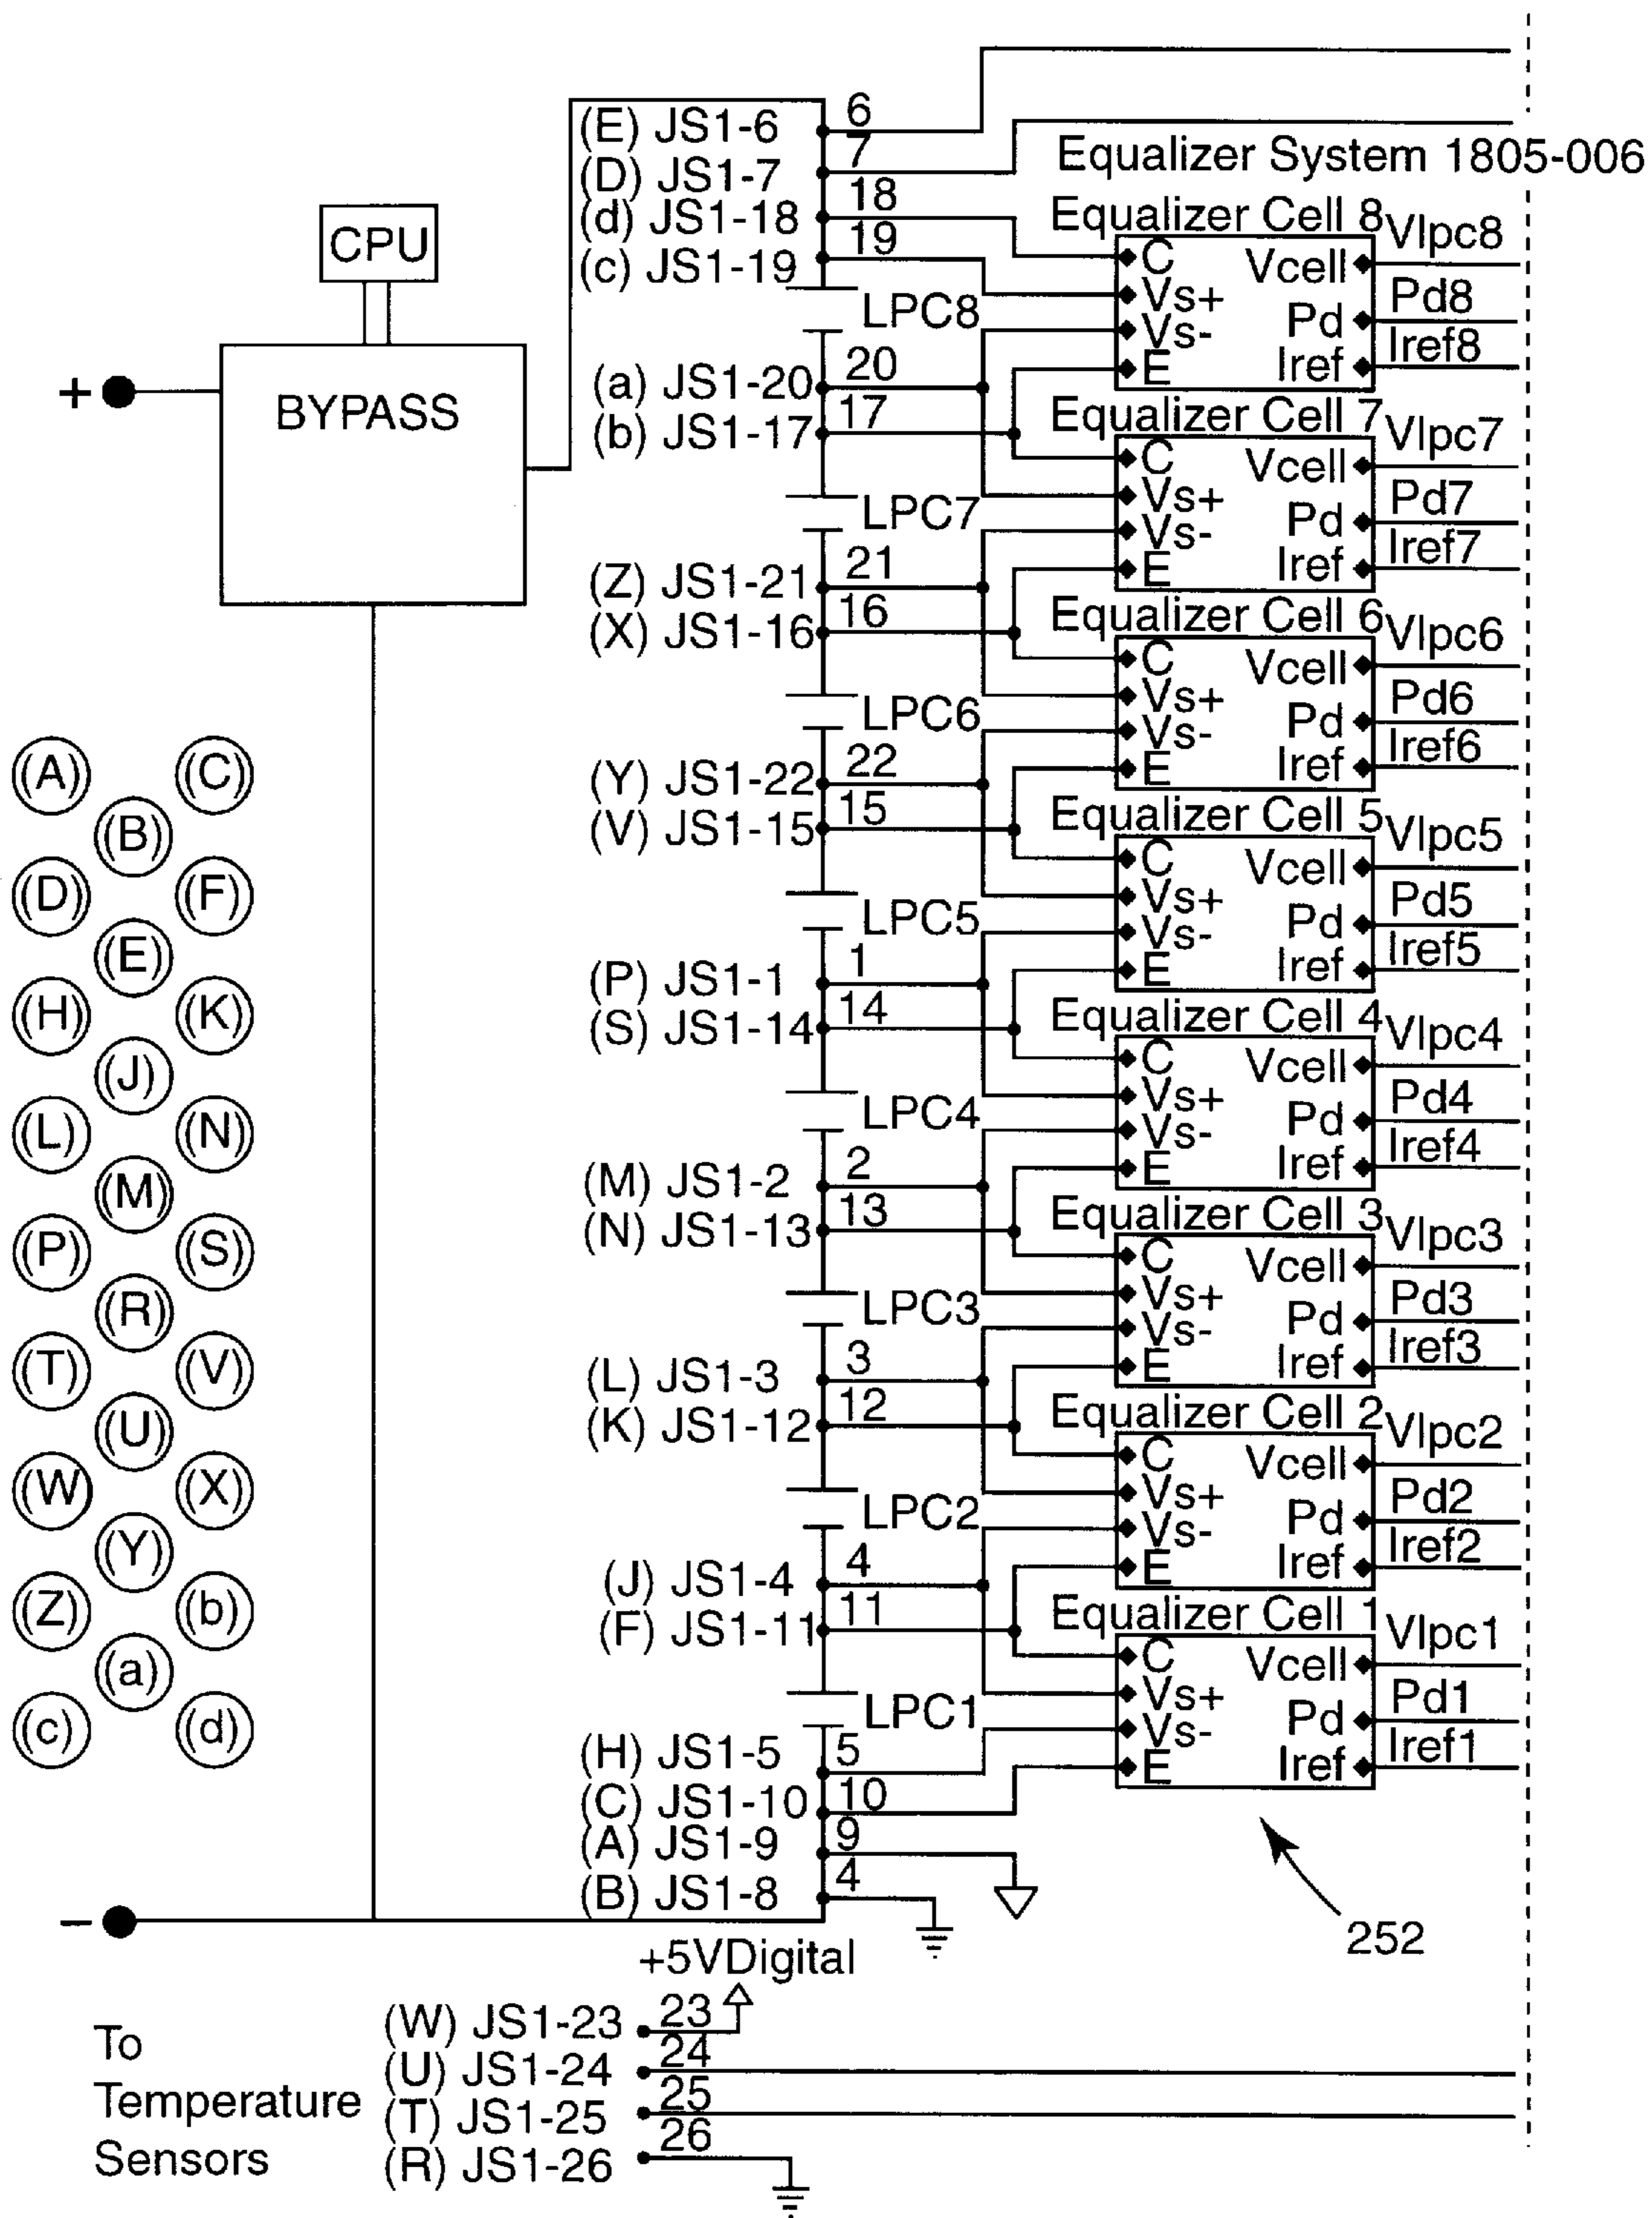 (E) JS1-6 6
(D) JS1-7 7
Equalizer System 1805-006
(d) JS1-18 18
(c) JS1-19 19
CPU
BYPASS
+
LPC8
Equalizer Cell 8
C
Vs+
Vs-
E
Vcell
Pd
Iref
Vlpc8
Pd8
Iref8
(a) JS1-20 20
(b) JS1-17 17
LPC7
Equalizer Cell 7
C
Vs+
Vs-
E
Vcell
Pd
Iref
Vlpc7
Pd7
Iref7
(Z) JS1-21 21
(X) JS1-16 16
LPC6
Equalizer Cell 6
C
Vs+
Vs-
E
Vcell
Pd
Iref
Vlpc6
Pd6
Iref6
(Y) JS1-22 22
(V) JS1-15 15
LPC5
Equalizer Cell 5
C
Vs+
Vs-
E
Vcell
Pd
Iref
Vlpc5
Pd5
Iref5
(P) JS1-1 1
(S) JS1-14 14
LPC4
Equalizer Cell 4
C
Vs+
Vs-
E
Vcell
Pd
Iref
Vlpc4
Pd4
Iref4
(M) JS1-2 2
(N) JS1-13 13
LPC3
Equalizer Cell 3
C
Vs+
Vs-
E
Vcell
Pd
Iref
Vlpc3
Pd3
Iref3
(L) JS1-3 3
(K) JS1-12 12
LPC2
Equalizer Cell 2
C
Vs+
Vs-
E
Vcell
Pd
Iref
Vlpc2
Pd2
Iref2
(J) JS1-4 4
(F) JS1-11 11
LPC1
Equalizer Cell 1
C
Vs+
Vs-
E
Vcell
Pd
Iref
Vlpc1
Pd1
Iref1
(H) JS1-5 5
(C) JS1-10 10
(A) JS1-9 9
(B) JS1-8 4
−
252
(A) (C)
(B)
(D) (F)
(E)
(H) (K)
(J)
(L) (N)
(M)
(P) (S)
(R)
(T) (V)
(U)
(W) (X)
(Y)
(Z) (b)
(a)
(c) (d)
+5VDigital
To
Temperature
Sensors
(W) JS1-23 23
(U) JS1-24 24
(T) JS1-25 25
(R) JS1-26 26